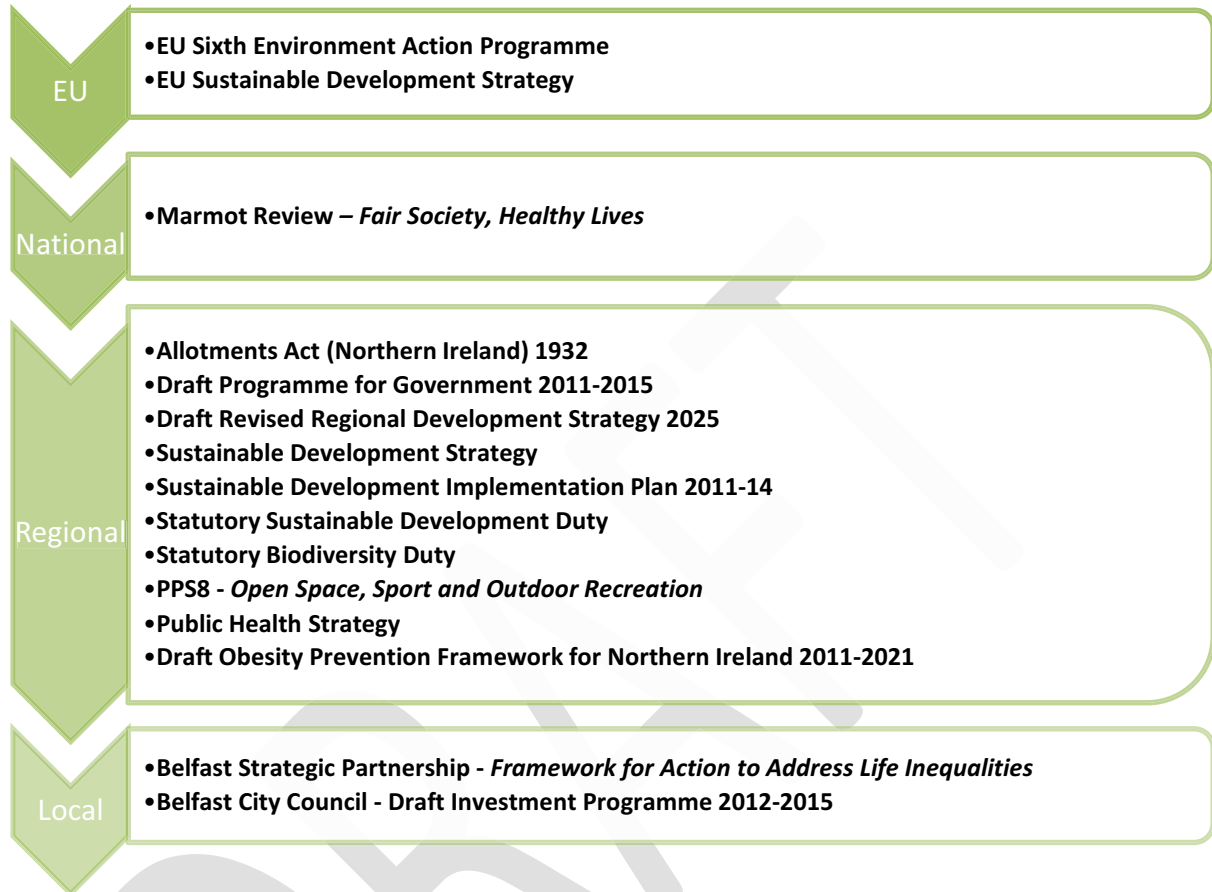 EU
•EU Sixth Environment Action Programme
•EU Sustainable Development Strategy
National
•Marmot Review – Fair Society, Healthy Lives
Regional
•Allotments Act (Northern Ireland) 1932
•Draft Programme for Government 2011-2015
•Draft Revised Regional Development Strategy 2025
•Sustainable Development Strategy
•Sustainable Development Implementation Plan 2011-14
•Statutory Sustainable Development Duty
•Statutory Biodiversity Duty
•PPS8 - Open Space, Sport and Outdoor Recreation
•Public Health Strategy
•Draft Obesity Prevention Framework for Northern Ireland 2011-2021
Local
•Belfast Strategic Partnership - Framework for Action to Address Life Inequalities
•Belfast City Council - Draft Investment Programme 2012-2015
DRAFT